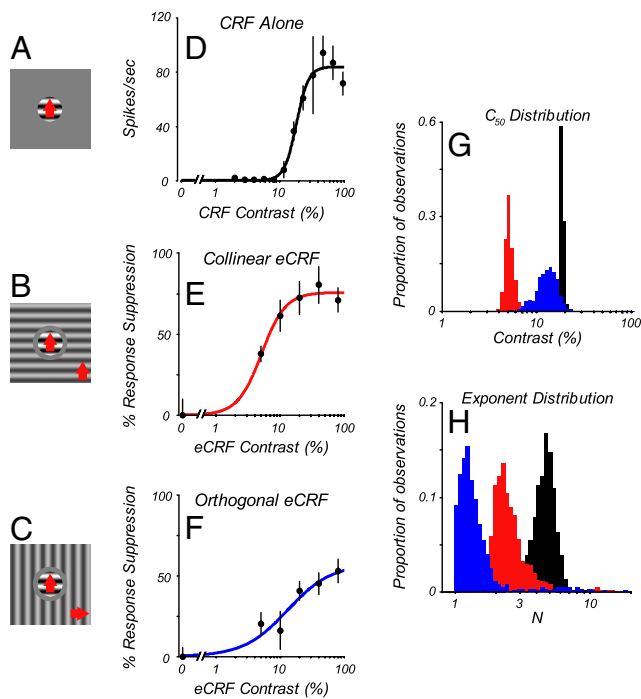 A
D
CRF Alone
Spikes/sec
120
80
40
0
0
1
10
100
CRF Contrast (%)
B
E
Collinear eCRF
% Response Suppression
100
50
0
0
1
10
100
eCRF Contrast (%)
C
F
Orthogonal eCRF
% Response Suppression
100
50
0
0
1
10
100
eCRF Contrast (%)
G
C50 Distribution
Proportion of observations
0.6
0.3
0
1
10
100
Contrast (%)
H
Exponent Distribution
Proportion of observations
0.2
0.1
0
1
3
10
N